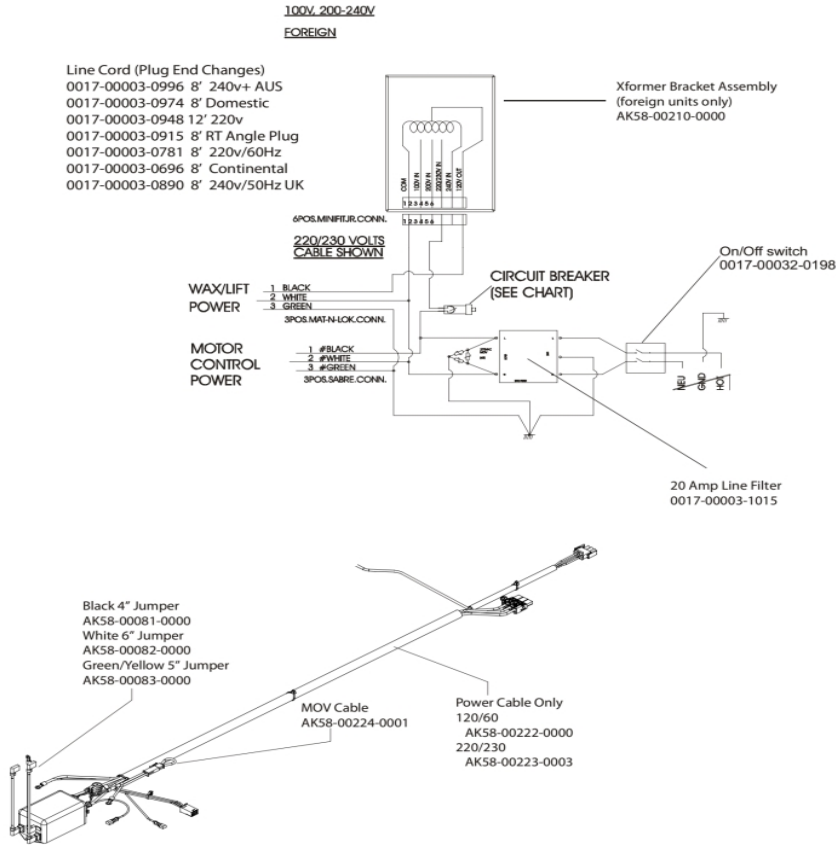 100V, 200-240V
FOREIGN
Line Cord (Plug End Changes)
0017-00003-0996 8' 240v+ AUS
0017-00003-0974 8' Domestic
0017-00003-0948 12' 220v
0017-00003-0915 8' RT Angle Plug
0017-00003-0781 8' 220v/60Hz
0017-00003-0696 8' Continental
0017-00003-0890 8' 240v/50Hz UK
Xformer Bracket Assembly
(foreign units only)
AK58-00210-0000
COM
100V IN
200V IN
220/230V IN
240V IN
120V OUT
1 2 3 4 5 6
6POS.MINIFITJR.CONN.
1 2 3 4 5 6
220/230 VOLTS
CABLE SHOWN
On/Off switch
0017-00032-0198
CIRCUIT BREAKER
(SEE CHART)
WAX/LIFT
POWER
1 BLACK
2 WHITE
3 GREEN
3POS.MAT-N-LOK.CONN.
MOTOR
CONTROL
POWER
1 #BLACK
2 #WHITE
3 #GREEN
3POS.SABRE.CONN.
NEU
GND
HOT
20 Amp Line Filter
0017-00003-1015
Black 4" Jumper
AK58-00081-0000
White 6" Jumper
AK58-00082-0000
Green/Yellow 5" Jumper
AK58-00083-0000
MOV Cable
AK58-00224-0001
Power Cable Only
120/60
AK58-00222-0000
220/230
AK58-00223-0003